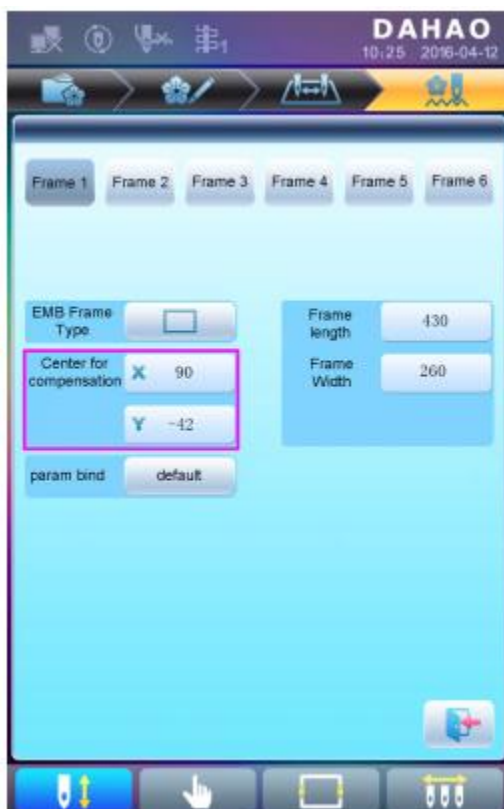 DAHAO
10:25 2016-04-12
1
Frame 1 Frame 2 Frame 3 Frame 4 Frame 5 Frame 6
EMB Frame
Type
Frame
length
430
Center for
compensation
X 90
Frame
Width
260
Y -42
param bind
default